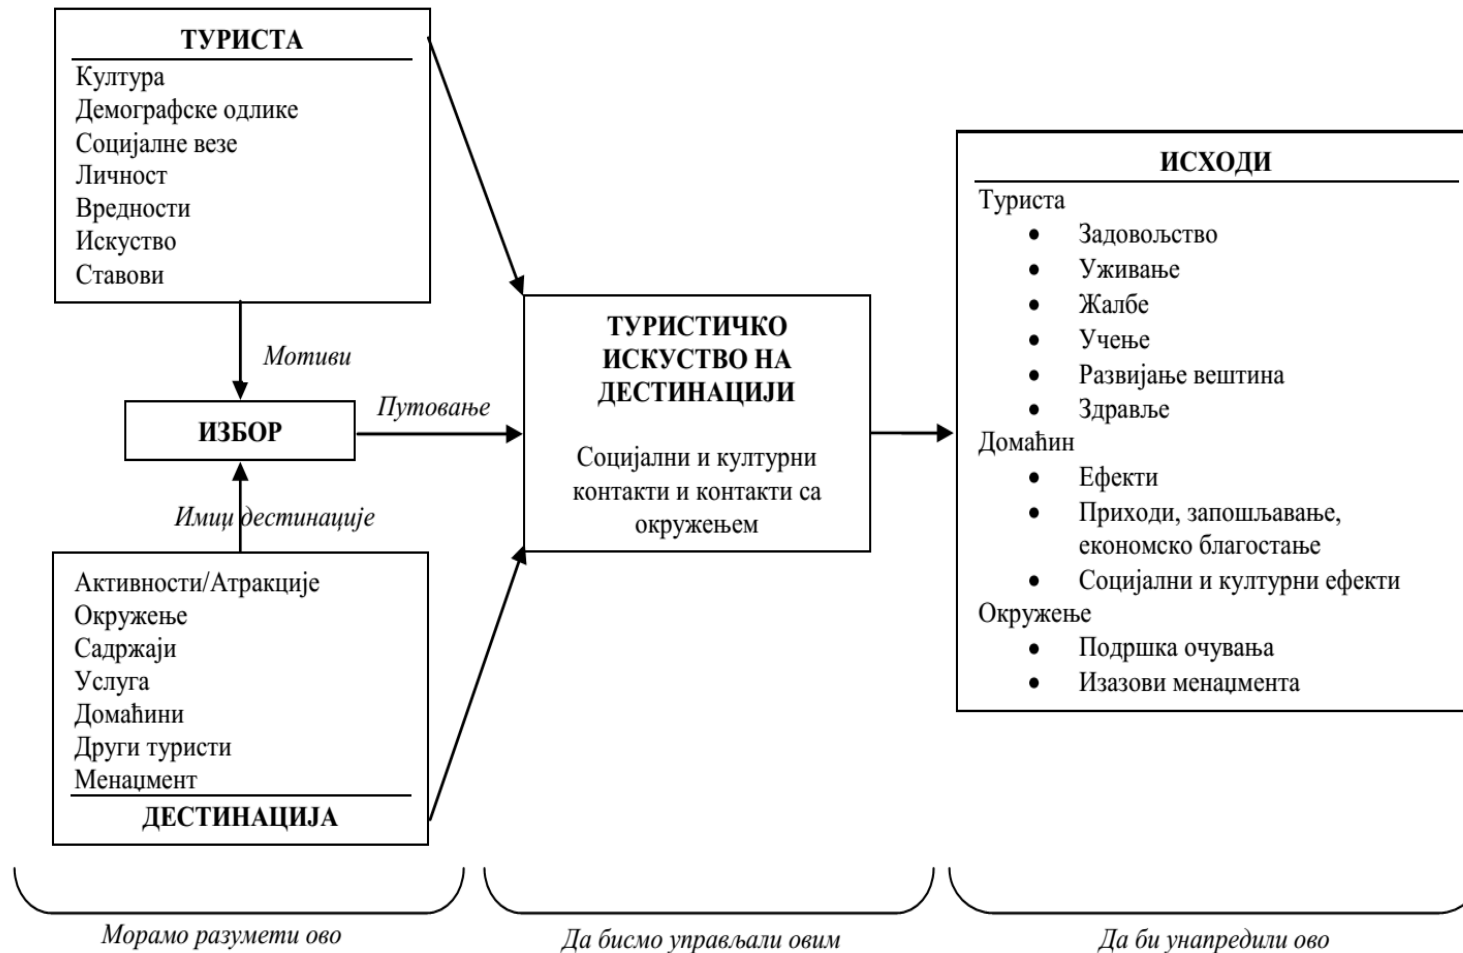 ТУРИСТА
Култура
Демографске одлике
Социјалне везе
Личност
Вредности
Искуство
Ставови
Мотиви
ИЗБОР
Путовање
Имиџ дестинације
Активности/Атракције
Окружење
Садржаји
Услуга
Домаћини
Други туристи
Менаџмент
ДЕСТИНАЦИЈА
ТУРИСТИЧКО
ИСКУСТВО НА
ДЕСТИНАЦИЈИ
Социјални и културни
контакти и контакти са
окружењем
ИСХОДИ
Туриста
• Задовољство
• Уживање
• Жалбе
• Учење
• Развијање вештина
• Здравље
Домаћин
• Ефекти
• Приходи, запошљавање,
економско благостање
• Социјални и културни ефекти
Окружење
• Подршка очувања
• Изазови менаџмента
Морамо разумети ово
Да бисмо управљали овим
Да би унапредили ово